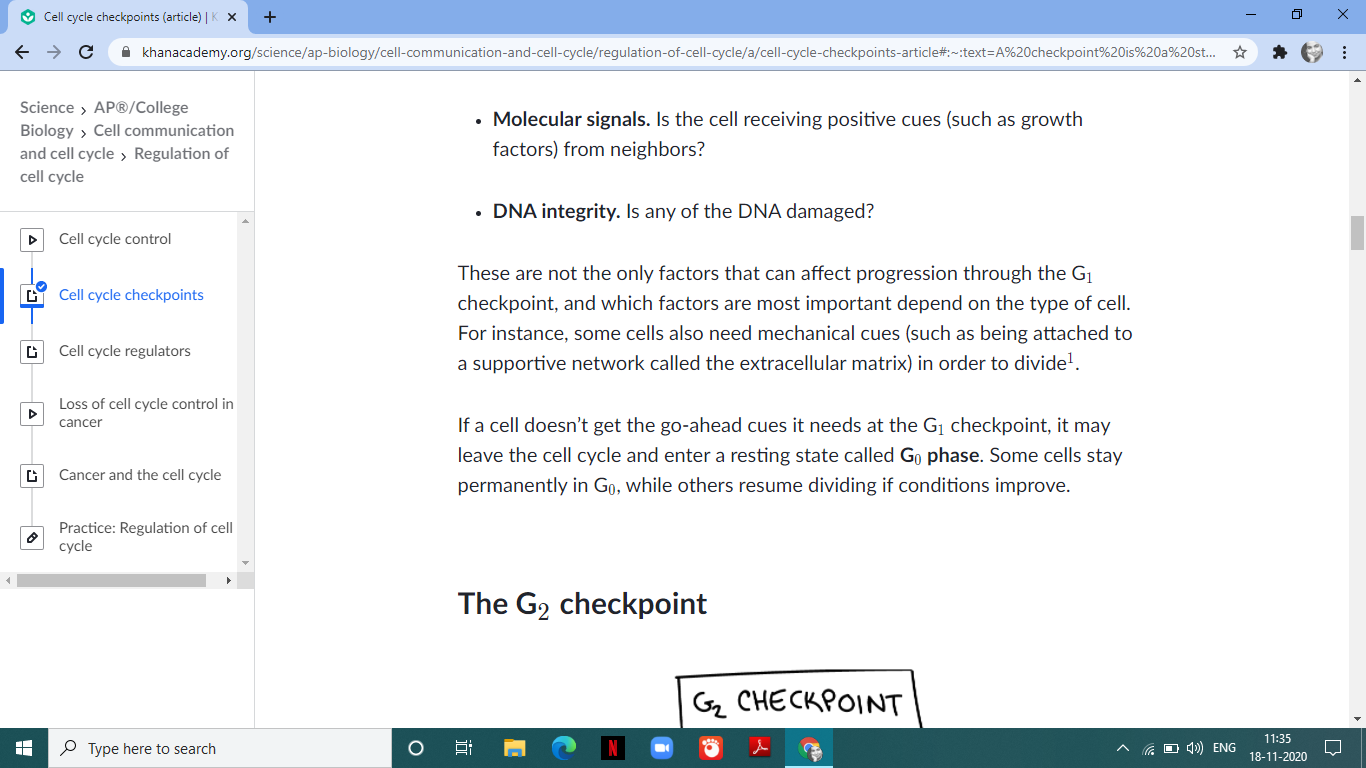 Cell cycle checkpoints (article) | K
khanacademy.org/science/ap-biology/cell-communication-and-cell-cycle/regulation-of-cell-cycle/a/cell-cycle-checkpoints-article#:~:text=A%20checkpoint%20is%20a%20st...
Science > AP®/College
Biology > Cell communication
and cell cycle > Regulation of
cell cycle
Cell cycle control
Cell cycle checkpoints
Cell cycle regulators
Loss of cell cycle control in
cancer
Cancer and the cell cycle
Practice: Regulation of cell
cycle
• Molecular signals. Is the cell receiving positive cues (such as growth
factors) from neighbors?
• DNA integrity. Is any of the DNA damaged?
These are not the only factors that can affect progression through the G₁
checkpoint, and which factors are most important depend on the type of cell.
For instance, some cells also need mechanical cues (such as being attached to
a supportive network called the extracellular matrix) in order to divide¹.
If a cell doesn’t get the go-ahead cues it needs at the G₁ checkpoint, it may
leave the cell cycle and enter a resting state called G₀ phase. Some cells stay
permanently in G₀, while others resume dividing if conditions improve.
The G₂ checkpoint
G₂ CHECKPOINT
Type here to search
N
ENG
11:35
18-11-2020